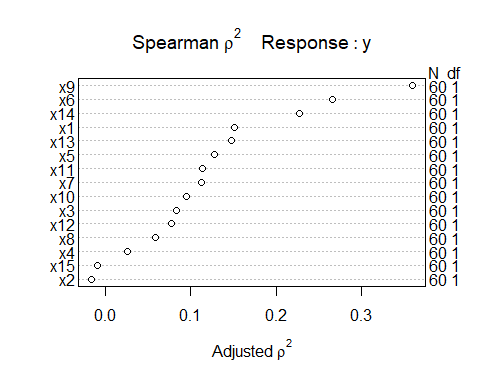 Spearman ρ² Response : y
N df
x9 60 1
x6 60 1
x14 60 1
x1 60 1
x13 60 1
x5 60 1
x11 60 1
x7 60 1
x10 60 1
x3 60 1
x12 60 1
x8 60 1
x4 60 1
x15 60 1
x2 60 1
0.0 0.1 0.2 0.3
Adjusted ρ²